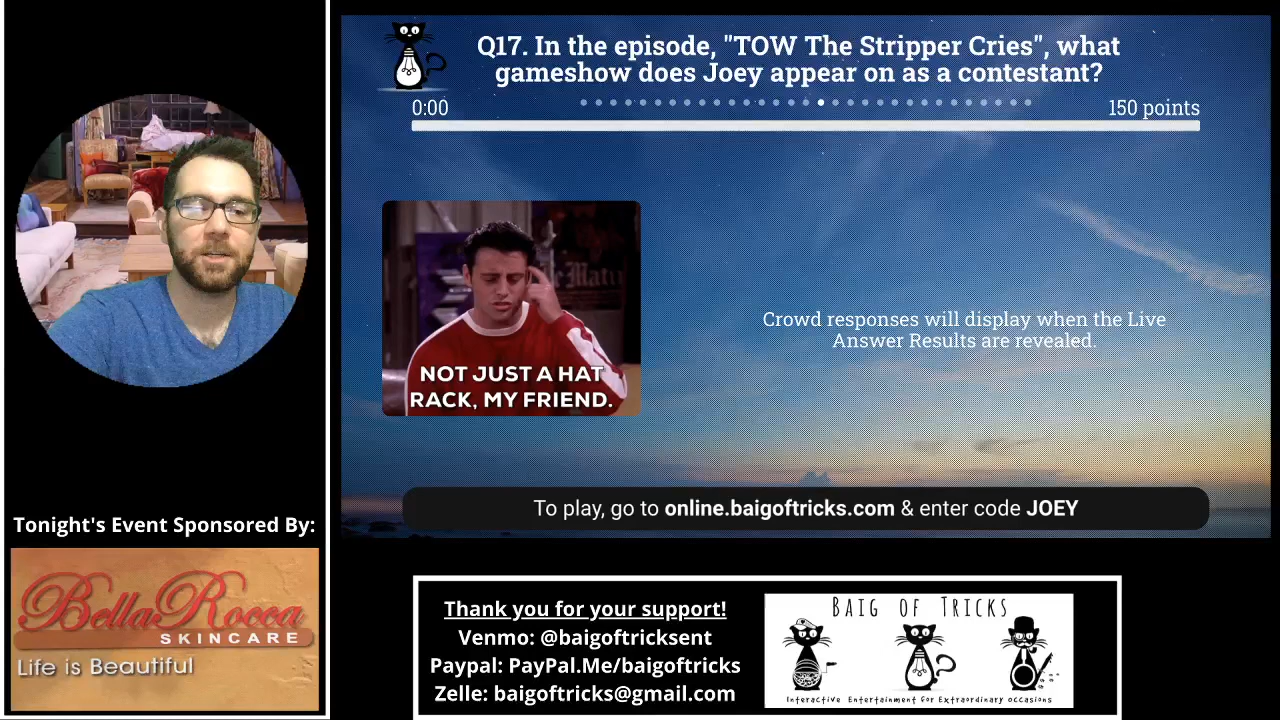 Q17. In the episode, "TOW The Stripper Cries", what
gameshow does Joey appear on as a contestant?
0:00
150 points
NOT JUST A HAT
RACK, MY FRIEND.
Crowd responses will display when the Live
Answer Results are revealed.
To play, go to online.baigoftricks.com & enter code JOEY
Tonight's Event Sponsored By:
BellaRocca
SKINCARE
Life is Beautiful
Thank you for your support!
Venmo: @baigoftricksent
Paypal: PayPal.Me/baigoftricks
Zelle: baigoftricks@gmail.com
BAIG OF TRICKS
Interactive Entertainment for Extraordinary occasions